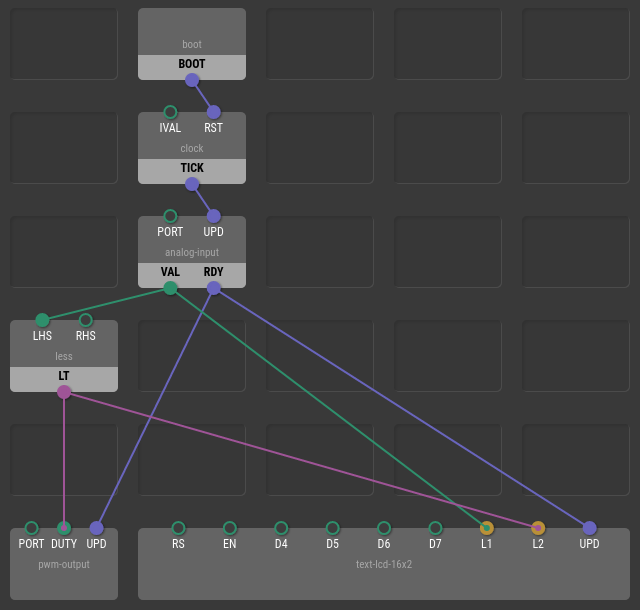 boot
BOOT
IVAL RST
clock
TICK
PORT UPD
analog-input
VAL RDY
LHS RHS
less
LT
PORT DUTY UPD
pwm-output
RS EN D4 D5 D6 D7 L1 L2 UPD
text-lcd-16x2